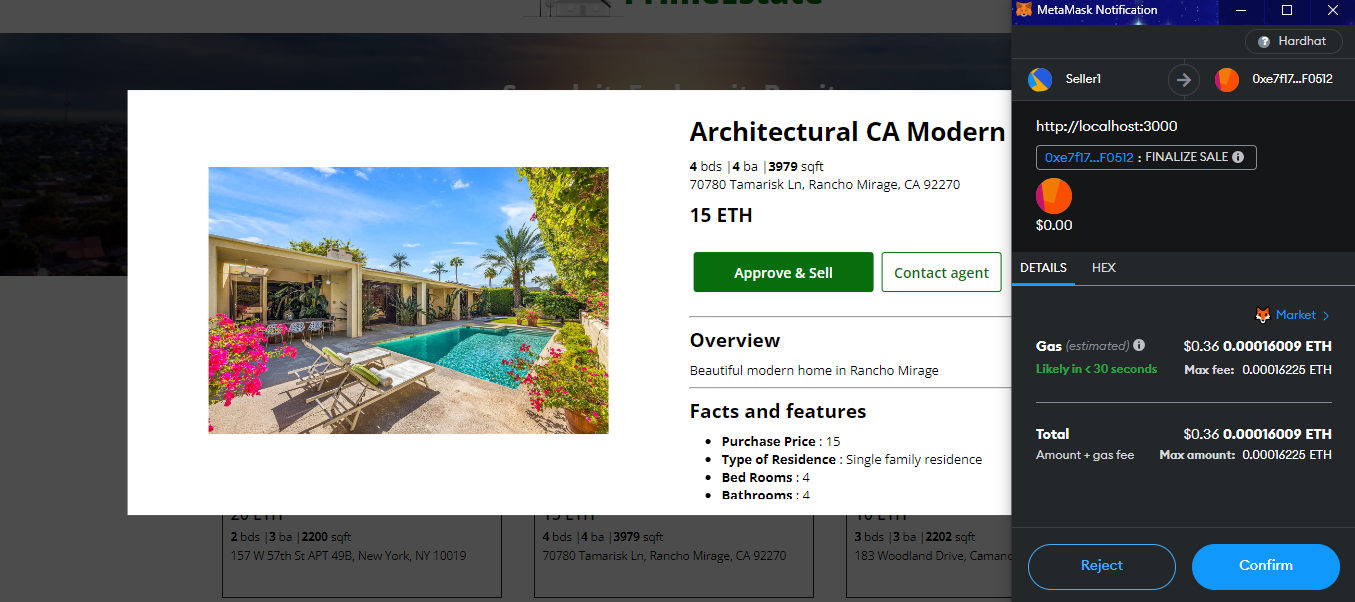 MetaMask Notification
Hardhat
Seller1
0xe7f17...F0512
http://localhost:3000
0xe7f17...F0512 : FINALIZE SALE
$0.00
DETAILS
HEX
Market >
Gas (estimated)
$0.36 0.00016009 ETH
Likely in < 30 seconds
Max fee: 0.00016225 ETH
Total
$0.36 0.00016009 ETH
Amount + gas fee
Max amount: 0.00016225 ETH
Reject
Confirm
Architectural CA Modern
4 bds |4 ba |3979 sqft
70780 Tamarisk Ln, Rancho Mirage, CA 92270
15 ETH
Approve & Sell
Contact agent
Overview
Beautiful modern home in Rancho Mirage
Facts and features
Purchase Price : 15
Type of Residence : Single family residence
Bed Rooms : 4
Bathrooms : 4
20 ETH
2 bds |3 ba |2200 sqft
157 W 57th St APT 49B, New York, NY 10019
15 ETH
4 bds |4 ba |3979 sqft
70780 Tamarisk Ln, Rancho Mirage, CA 92270
10 ETH
3 bds |3 ba |2202 sqft
183 Woodland Drive,